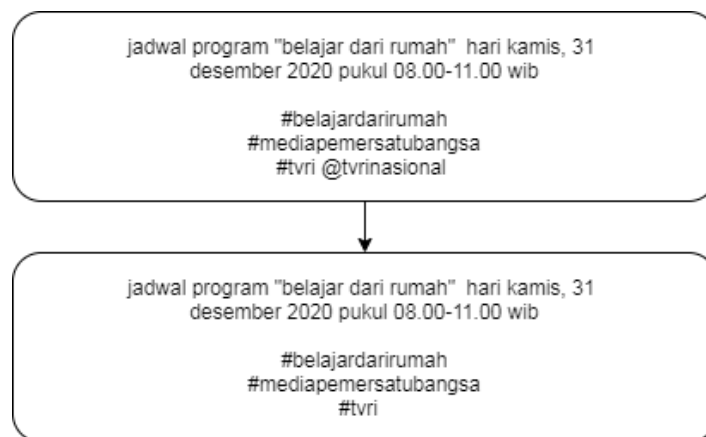 jadwal program "belajar dari rumah"  hari kamis, 31
desember 2020 pukul 08.00-11.00 wib
#belajardarirumah
#mediapemersatubangsa
#tvri @tvrinasional
jadwal program "belajar dari rumah"  hari kamis, 31
desember 2020 pukul 08.00-11.00 wib
#belajardarirumah
#mediapemersatubangsa
#tvri